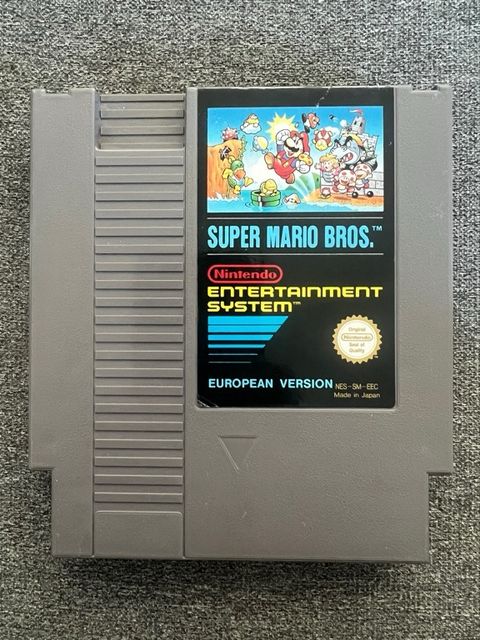 SUPER MARIO BROS.™
Nintendo
ENTERTAINMENT
SYSTEM™
Original
Nintendo
Seal of
Quality
EUROPEAN VERSION NES-SM-EEC
Made in Japan